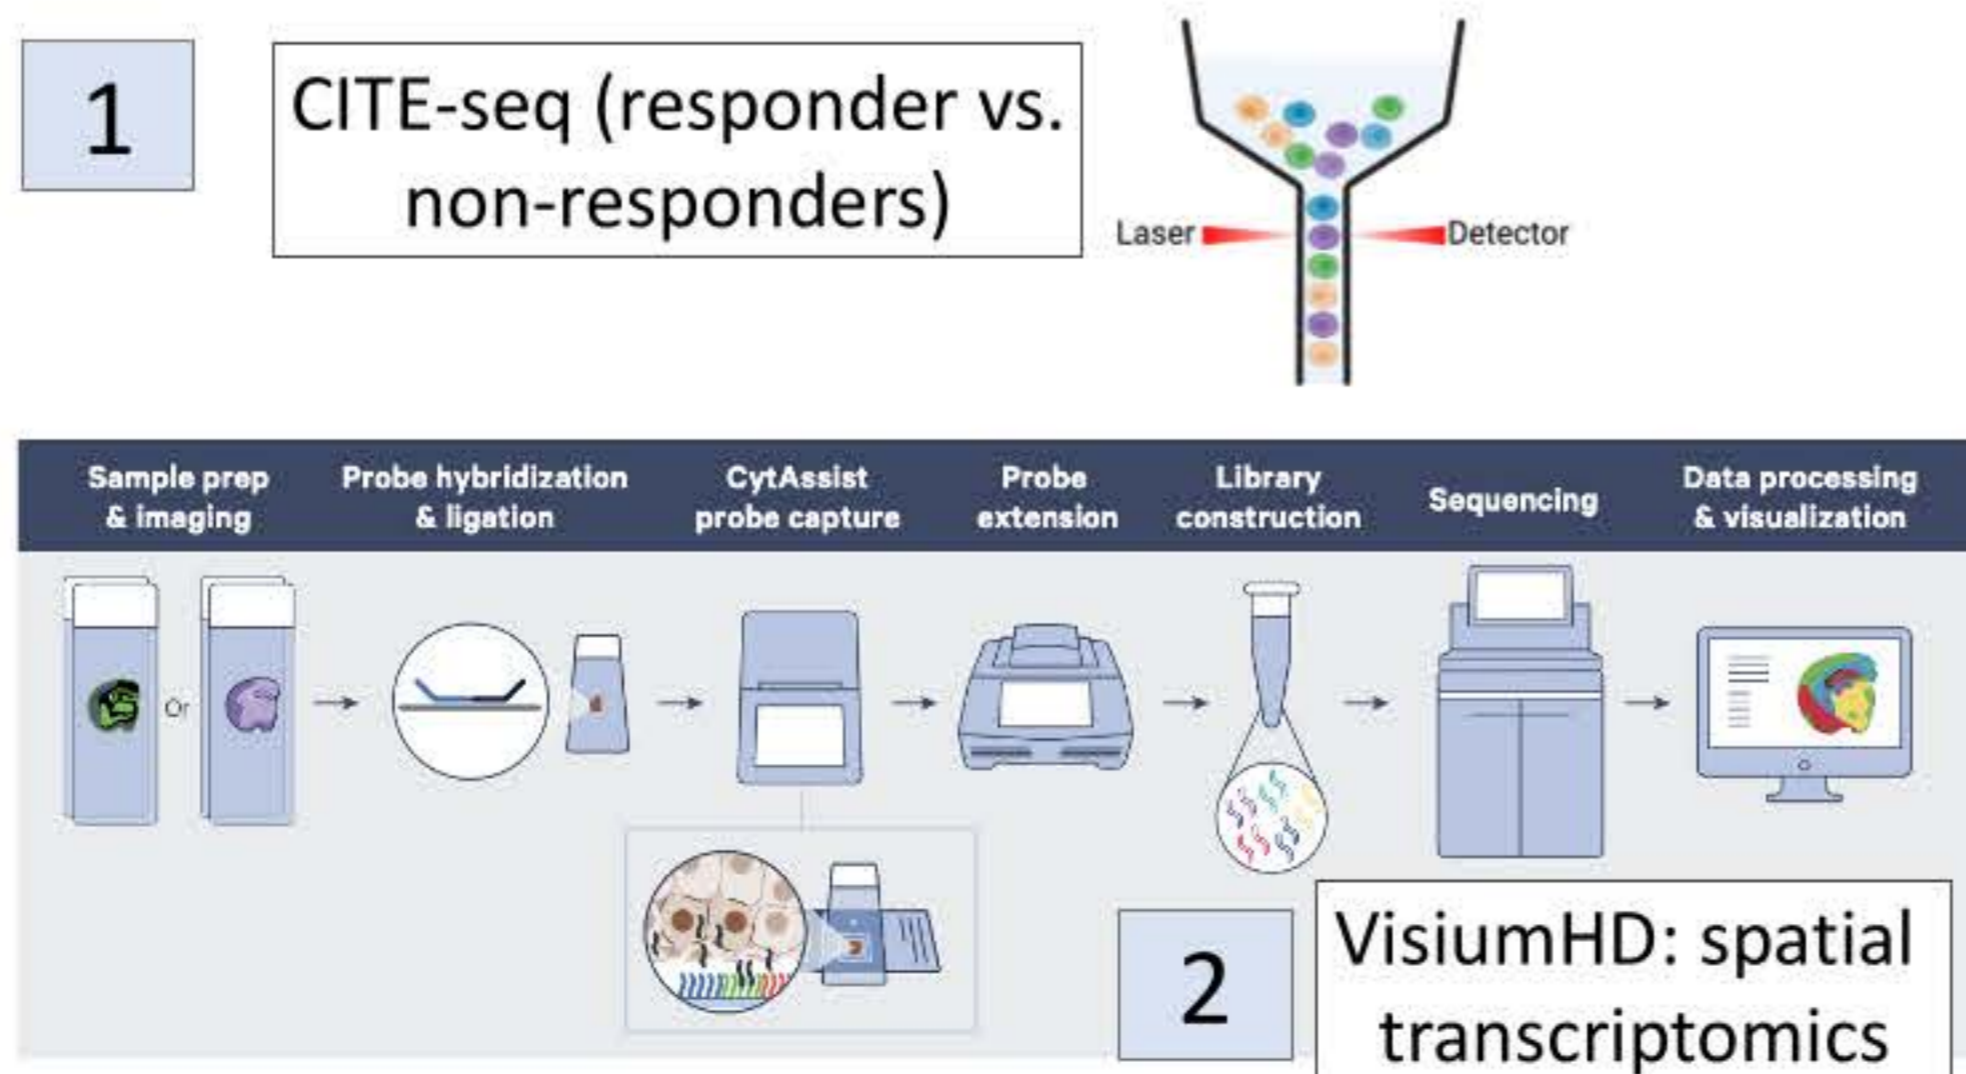 1
CITE-seq (responder vs.
non-responders)
Laser
Detector
Sample prep
& imaging
Probe hybridization
& ligation
CytAssist
probe capture
Probe
extension
Library
construction
Sequencing
Data processing
& visualization
Or
2
VisiumHD: spatial
transcriptomics